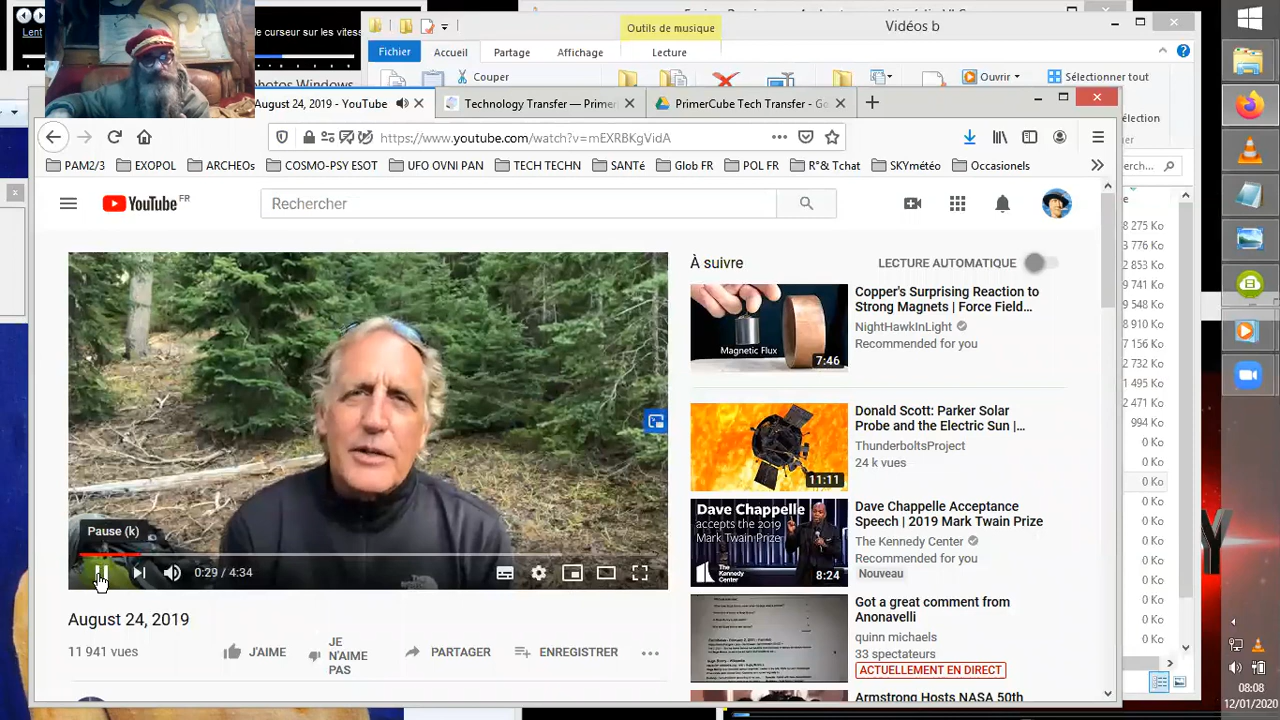 Lent
e curseur sur les vitess
photos Windows
Outils de musique
Vidéos b
Fichier
Accueil
Partage
Affichage
Lecture
Couper
Ouvrir
Sélectionner tout
élection
August 24, 2019 - YouTube
Technology Transfer — Primer
PrimerCube Tech Transfer - Go
https://www.youtube.com/watch?v=mEXRBKgVidA
PAM2/3
EXOPOL
ARCHEOs
COSMO-PSY ESOT
UFO OVNI PAN
TECH TECHN
SANTé
Glob FR
POL FR
R°& Tchat
SKYmétéo
Occasionels
YouTube FR
Rechercher
À suivre
LECTURE AUTOMATIQUE
Copper's Surprising Reaction to
Strong Magnets | Force Field…
NightHawkInLight
Recommended for you
Magnetic Flux
7:46
Donald Scott: Parker Solar
Probe and the Electric Sun |…
ThunderboltsProject
24 k vues
11:11
Dave Chappelle
accepts the 2019
Mark Twain Prize
The
Kennedy
Center
8:24
Dave Chappelle Acceptance
Speech | 2019 Mark Twain Prize
The Kennedy Center
Recommended for you
Nouveau
Got a great comment from
Anonavelli
quinn michaels
33 spectateurs
ACTUELLEMENT EN DIRECT
Armstrong Hosts NASA 50th
Pause (k)
0:29 / 4:34
August 24, 2019
11 941 vues
J'AIME
JE
N'AIME
PAS
PARTAGER
ENREGISTRER
8 275 Ko
3 776 Ko
2 853 Ko
9 741 Ko
9 548 Ko
8 910 Ko
7 156 Ko
2 732 Ko
1 495 Ko
2 471 Ko
994 Ko
0 Ko
0 Ko
0 Ko
0 Ko
0 Ko
0 Ko
0 Ko
0 Ko
0 Ko
08:08
12/01/2020